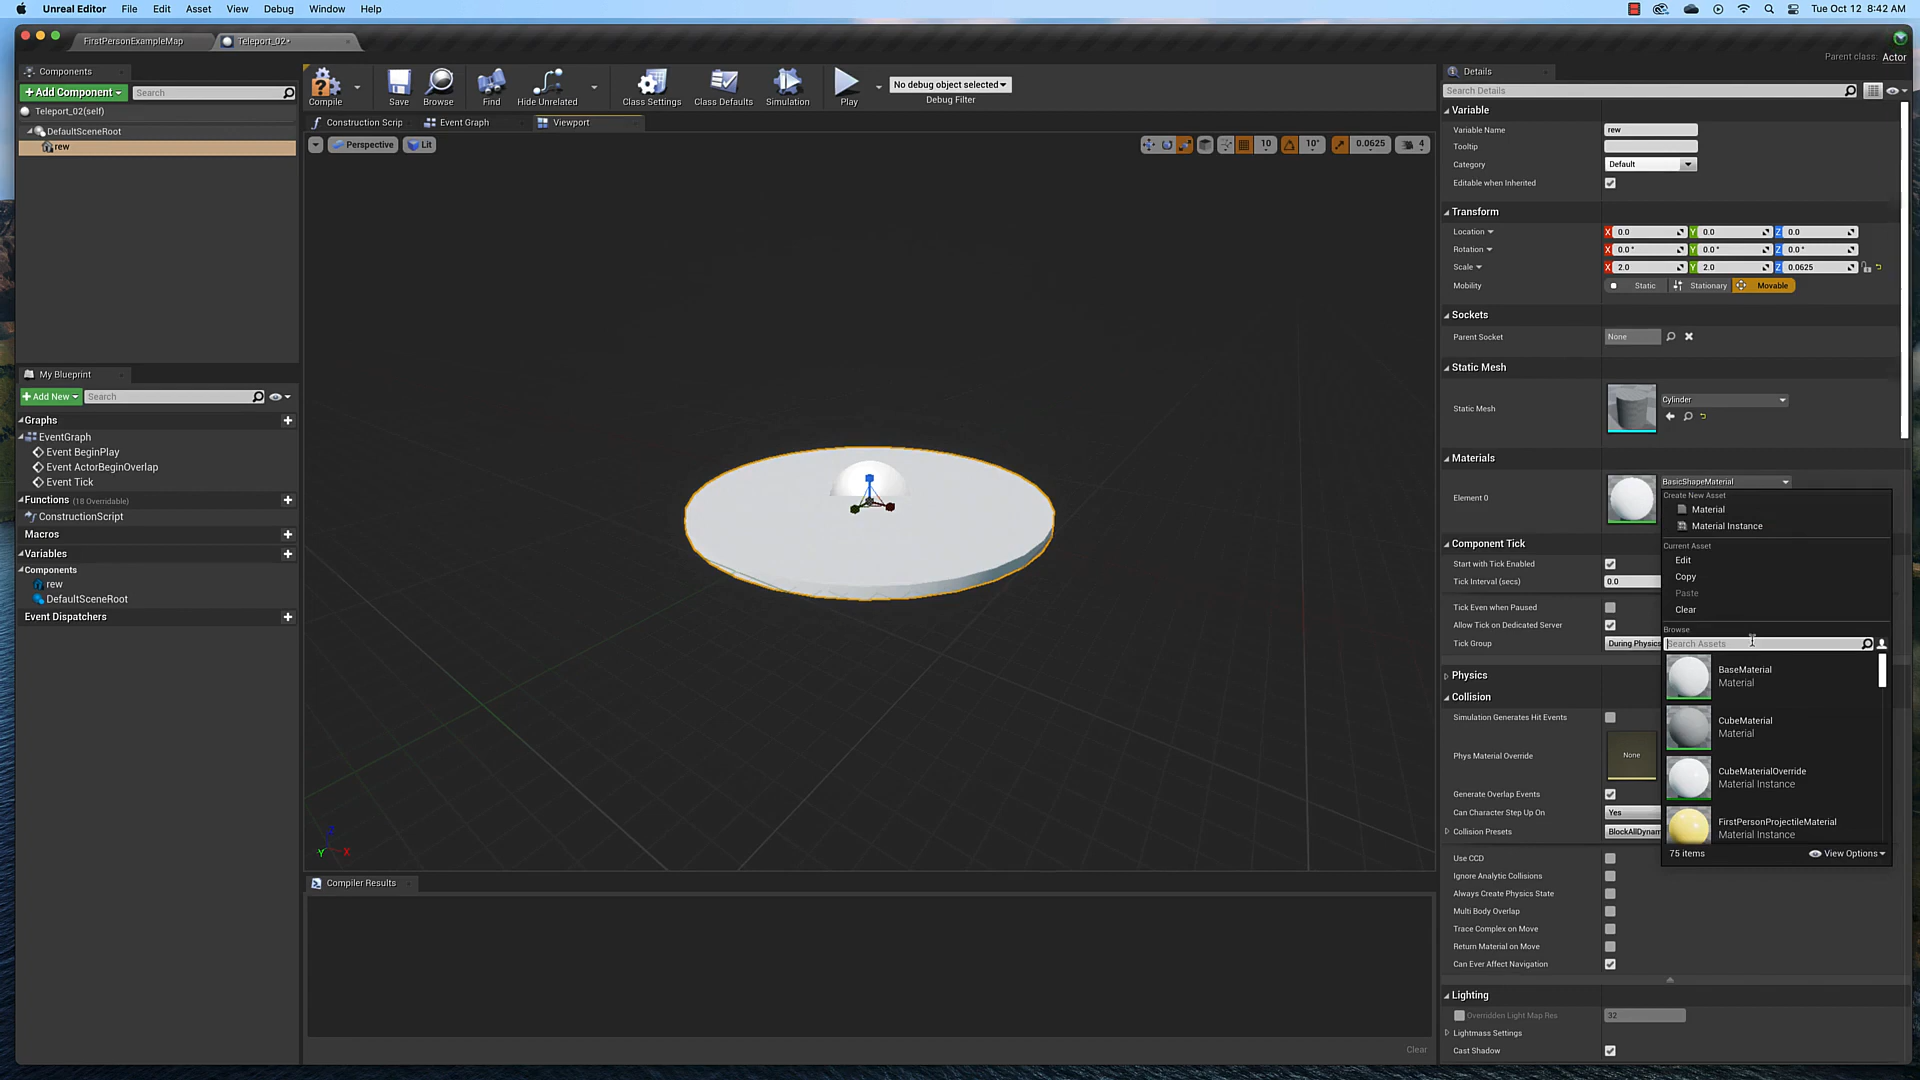 Unreal Editor File Edit Asset View Debug Window Help
Tue Oct 12 8:42 AM
FirstPersonExampleMap
Teleport_02*
Parent class: Actor
Components
+Add Component
Search
Teleport_02(self)
DefaultSceneRoot
rew
Compile
Save
Browse
Find
Hide Unrelated
Class Settings
Class Defaults
Simulation
Play
No debug object selected
Debug Filter
Construction Scrip
Event Graph
Viewport
Perspective
Lit
10
10°
0.0625
4
My Blueprint
+Add New
Search
Graphs
EventGraph
Event BeginPlay
Event ActorBeginOverlap
Event Tick
Functions (18 Overridable)
ConstructionScript
Macros
Variables
Components
rew
DefaultSceneRoot
Event Dispatchers
Z
Y
X
Compiler Results
Clear
Details
Search Details
Variable
Variable Name rew
Tooltip
Category Default
Editable when Inherited
Transform
Location X 0.0 Y 0.0 Z 0.0
Rotation X 0.0° Y 0.0° Z 0.0°
Scale X 2.0 Y 2.0 Z 0.0625
Mobility Static Stationary Movable
Sockets
Parent Socket None
Static Mesh
Static Mesh Cylinder
Materials
Element 0 BasicShapeMaterial
Create New Asset
Material
Material Instance
Current Asset
Edit
Copy
Paste
Clear
Browse
Search Assets
BaseMaterial
Material
CubeMaterial
Material
CubeMaterialOverride
Material Instance
FirstPersonProjectileMaterial
Material Instance
75 items
View Options
Component Tick
Start with Tick Enabled
Tick Interval (secs) 0.0
Tick Even when Paused
Allow Tick on Dedicated Server
Tick Group During Physics
Physics
Collision
Simulation Generates Hit Events
Phys Material Override None
Generate Overlap Events
Can Character Step Up On Yes
Collision Presets BlockAllDynam
Use CCD
Ignore Analytic Collisions
Always Create Physics State
Multi Body Overlap
Trace Complex on Move
Return Material on Move
Can Ever Affect Navigation
Lighting
Overridden Light Map Res 32
Lightmass Settings
Cast Shadow